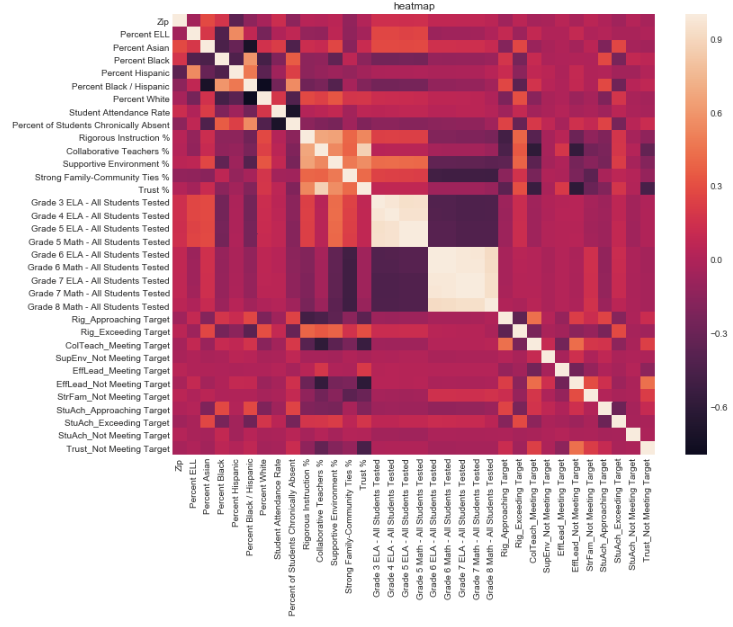 heatmap
Zip
Percent ELL
Percent Asian
Percent Black
Percent Hispanic
Percent Black / Hispanic
Percent White
Student Attendance Rate
Percent of Students Chronically Absent
Rigorous Instruction %
Collaborative Teachers %
Supportive Environment %
Strong Family-Community Ties %
Trust %
Grade 3 ELA - All Students Tested
Grade 4 ELA - All Students Tested
Grade 5 ELA - All Students Tested
Grade 5 Math - All Students Tested
Grade 6 ELA - All Students Tested
Grade 6 Math - All Students Tested
Grade 7 ELA - All Students Tested
Grade 7 Math - All Students Tested
Grade 8 Math - All Students Tested
Rig_Approaching Target
Rig_Exceeding Target
ColTeach_Meeting Target
SupEnv_Not Meeting Target
EffLead_Meeting Target
EffLead_Not Meeting Target
StrFam_Not Meeting Target
StuAch_Approaching Target
StuAch_Exceeding Target
StuAch_Not Meeting Target
Trust_Not Meeting Target
Zip
Percent ELL
Percent Asian
Percent Black
Percent Hispanic
Percent Black / Hispanic
Percent White
Student Attendance Rate
Percent of Students Chronically Absent
Rigorous Instruction %
Collaborative Teachers %
Supportive Environment %
Strong Family-Community Ties %
Trust %
Grade 3 ELA - All Students Tested
Grade 4 ELA - All Students Tested
Grade 5 ELA - All Students Tested
Grade 5 Math - All Students Tested
Grade 6 ELA - All Students Tested
Grade 6 Math - All Students Tested
Grade 7 ELA - All Students Tested
Grade 7 Math - All Students Tested
Grade 8 Math - All Students Tested
Rig_Approaching Target
Rig_Exceeding Target
ColTeach_Meeting Target
SupEnv_Not Meeting Target
EffLead_Meeting Target
EffLead_Not Meeting Target
StrFam_Not Meeting Target
StuAch_Approaching Target
StuAch_Exceeding Target
StuAch_Not Meeting Target
Trust_Not Meeting Target
0.9
0.6
0.3
0.0
−0.3
−0.6